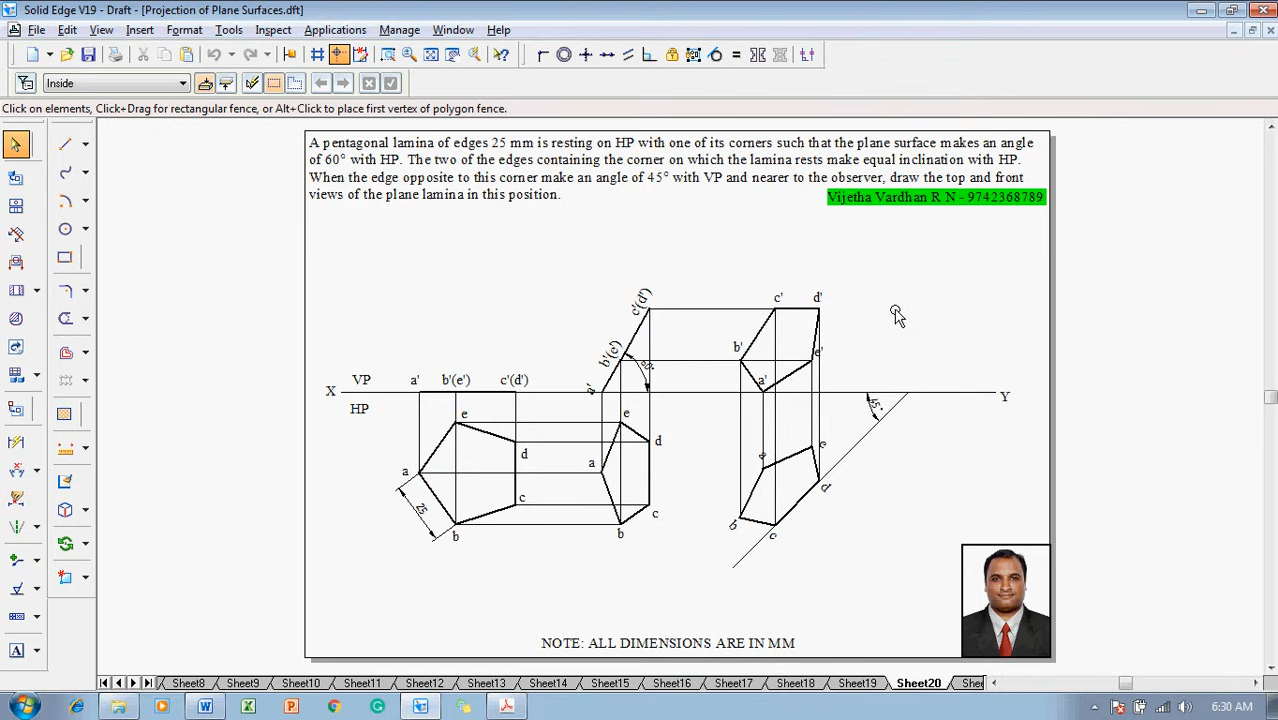 Solid Edge V19 - Draft - [Projection of Plane Surfaces.dft]
File Edit View Insert Format Tools Inspect Applications Manage Window Help
Inside
Click on elements, Click+Drag for rectangular fence, or Alt+Click to place first vertex of polygon fence.
A pentagonal lamina of edges 25 mm is resting on HP with one of its corners such that the plane surface makes an angle
of 60° with HP. The two of the edges containing the corner on which the lamina rests make equal inclination with HP.
When the edge opposite to this corner make an angle of 45° with VP and nearer to the observer, draw the top and front
views of the plane lamina in this position.
Vijetha Vardhan R N - 9742368789
c'(d') c' d'
b'(c') b' e'
60°
X VP a' b'(e') c'(d') a' a' Y
HP
45°
e e e
d d
a a a
d
c c
25
b b b c
NOTE: ALL DIMENSIONS ARE IN MM
Sheet8 Sheet9 Sheet10 Sheet11 Sheet12 Sheet13 Sheet14 Sheet15 Sheet16 Sheet17 Sheet18 Sheet19 Sheet20 Shee
A
W X P G
6:30 AM